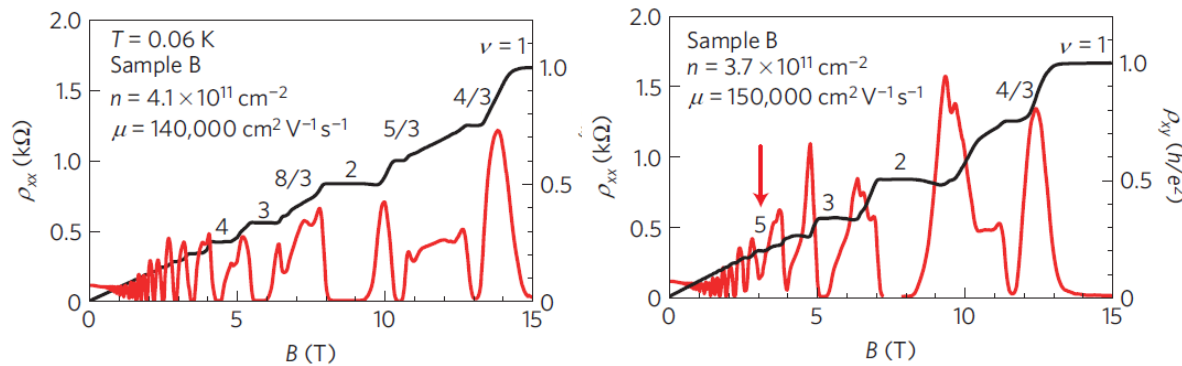 2.0
1.5
1.0
0.5
0
ρxx (kΩ)
T = 0.06 K
Sample B
n = 4.1 × 10¹¹ cm⁻²
μ = 140,000 cm² V⁻¹ s⁻¹
ν = 1
4/3
5/3
2
8/3
3
4
1.0
0.5
0
0 5 10 15
B (T)
2.0
1.5
1.0
0.5
0
ρxx (kΩ)
Sample B
n = 3.7 × 10¹¹ cm⁻²
μ = 150,000 cm² V⁻¹ s⁻¹
ν = 1
4/3
2
3
5
1.0
0.5
0
ρxy (h/e²)
0 5 10 15
B (T)